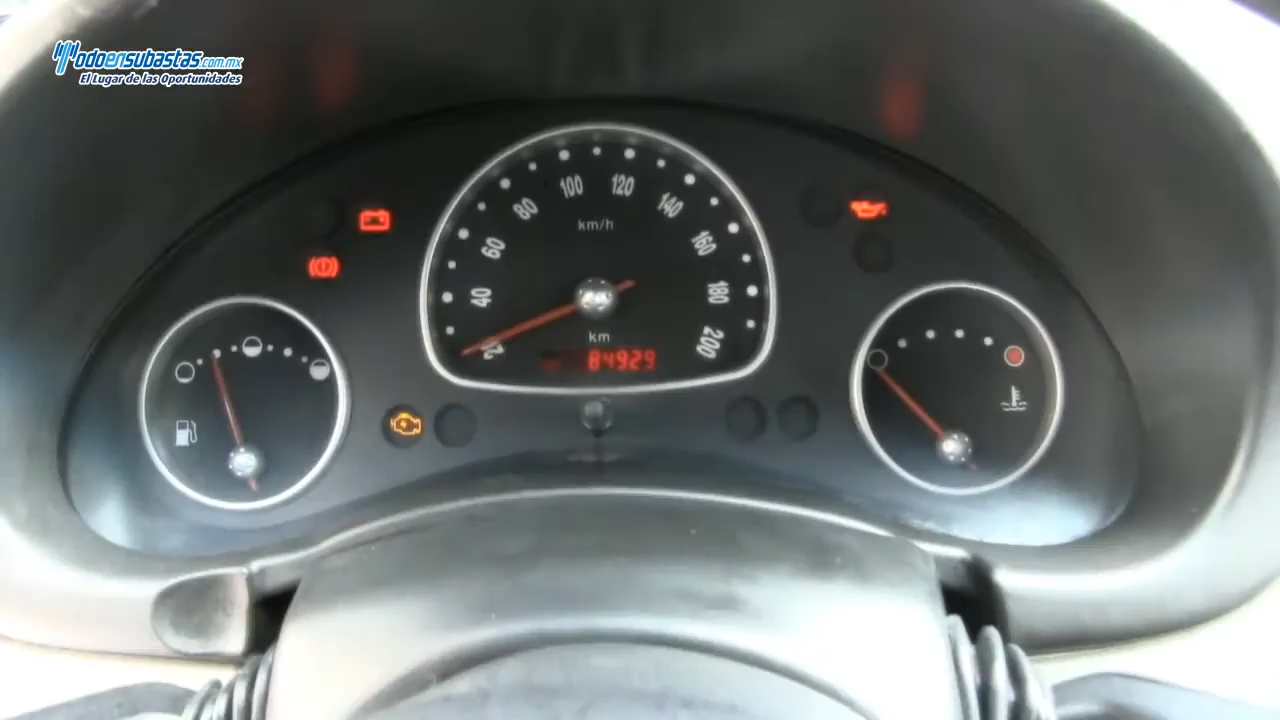 Todoensubastas.com.mx
El Lugar de las Oportunidades
20
40
60
80
100
120
140
160
180
200
km/h
km
84929